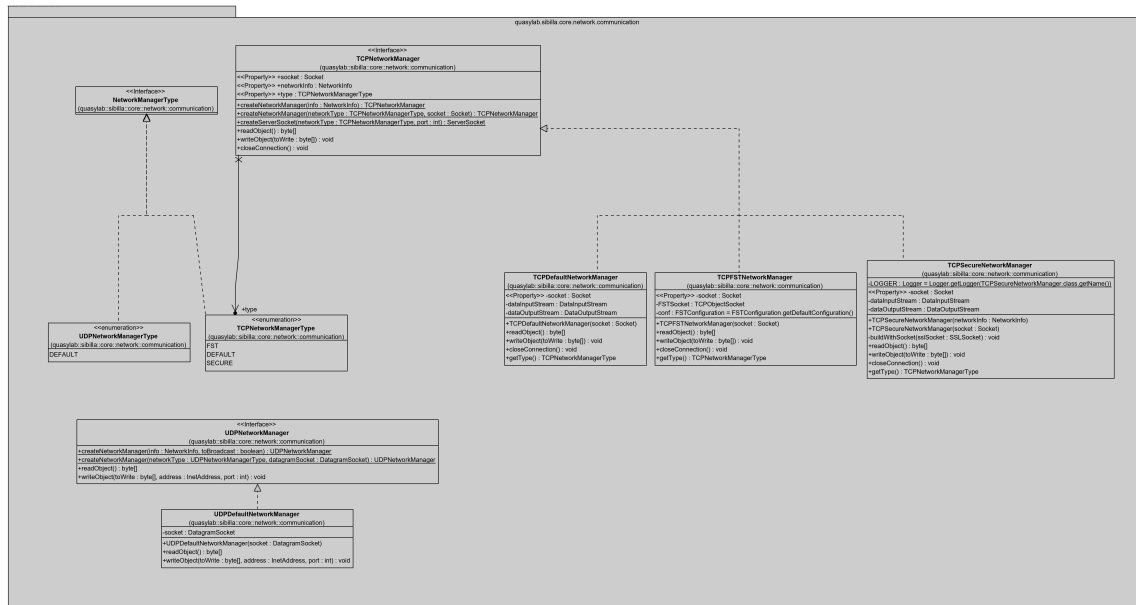 quasylab.sibilla.core.network.communication
<<Interface>>
TCPNetworkManager
(quasylab::sibilla::core::network::communication)
<<Property>> +socket : Socket
<<Property>> +networkInfo : NetworkInfo
<<Property>> +type : TCPNetworkManagerType
+createNetworkManager(info : NetworkInfo) : TCPNetworkManager
+createNetworkManager(networkType : TCPNetworkManagerType, socket : Socket) : TCPNetworkManager
+createServerSocket(networkType : TCPNetworkManagerType, port : int) : ServerSocket
+readObject() : byte[]
+writeObject(toWrite : byte[]) : void
+closeConnection() : void
<<Interface>>
NetworkManagerType
(quasylab::sibilla::core::network::communication)
+type
<<enumeration>>
UDPNetworkManagerType
(quasylab::sibilla::core::network::communication)
DEFAULT
<<enumeration>>
TCPNetworkManagerType
(quasylab::sibilla::core::network::communication)
FST
DEFAULT
SECURE
TCPDefaultNetworkManager
(quasylab::sibilla::core::network::communication)
<<Property>> -socket : Socket
-dataInputStream : DataInputStream
-dataOutputStream : DataOutputStream
+TCPDefaultNetworkManager(socket : Socket)
+readObject() : byte[]
+writeObject(toWrite : byte[]) : void
+closeConnection() : void
+getType() : TCPNetworkManagerType
TCPFSTNetworkManager
(quasylab::sibilla::core::network::communication)
<<Property>> -socket : Socket
-FSTSocket : TCPObjectSocket
-conf : FSTConfiguration = FSTConfiguration.getDefaultConfiguration()
+TCPFSTNetworkManager(socket : Socket)
+readObject() : byte[]
+writeObject(toWrite : byte[]) : void
+closeConnection() : void
+getType() : TCPNetworkManagerType
TCPSecureNetworkManager
(quasylab::sibilla::core::network::communication)
-LOGGER : Logger = Logger.getLogger(TCPSecureNetworkManager.class.getName())
<<Property>> -socket : Socket
-dataInputStream : DataInputStream
-dataOutputStream : DataOutputStream
+TCPSecureNetworkManager(networkInfo : NetworkInfo)
+TCPSecureNetworkManager(socket : Socket)
-buildWithSocket(sslSocket : SSLSocket) : void
+readObject() : byte[]
+writeObject(toWrite : byte[]) : void
+closeConnection() : void
+getType() : TCPNetworkManagerType
<<Interface>>
UDPNetworkManager
(quasylab::sibilla::core::network::communication)
+createNetworkManager(info : NetworkInfo, toBroadcast : boolean) : UDPNetworkManager
+createNetworkManager(networkType : UDPNetworkManagerType, datagramSocket : DatagramSocket) : UDPNetworkManager
+readObject() : byte[]
+writeObject(toWrite : byte[], address : InetAddress, port : int) : void
UDPDefaultNetworkManager
(quasylab::sibilla::core::network::communication)
-socket : DatagramSocket
+UDPDefaultNetworkManager(socket : DatagramSocket)
+readObject() : byte[]
+writeObject(toWrite : byte[], address : InetAddress, port : int) : void